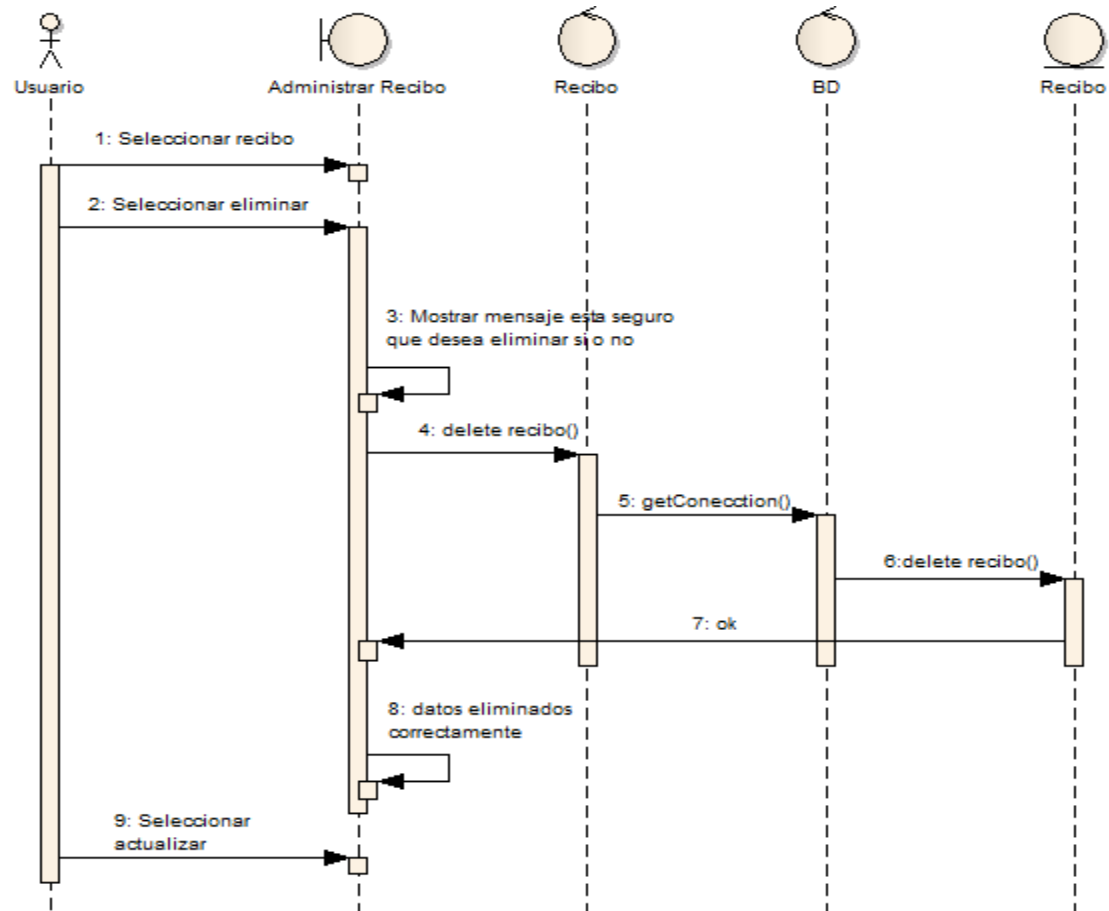 Usuario
Administrar Recibo
Recibo
BD
Recibo
1: Seleccionar recibo
2: Seleccionar eliminar
3: Mostrar mensaje esta seguro
que desea eliminar si o no
4: delete recibo()
5: getConecction()
6:delete recibo()
7: ok
8: datos eliminados
correctamente
9: Seleccionar
actualizar